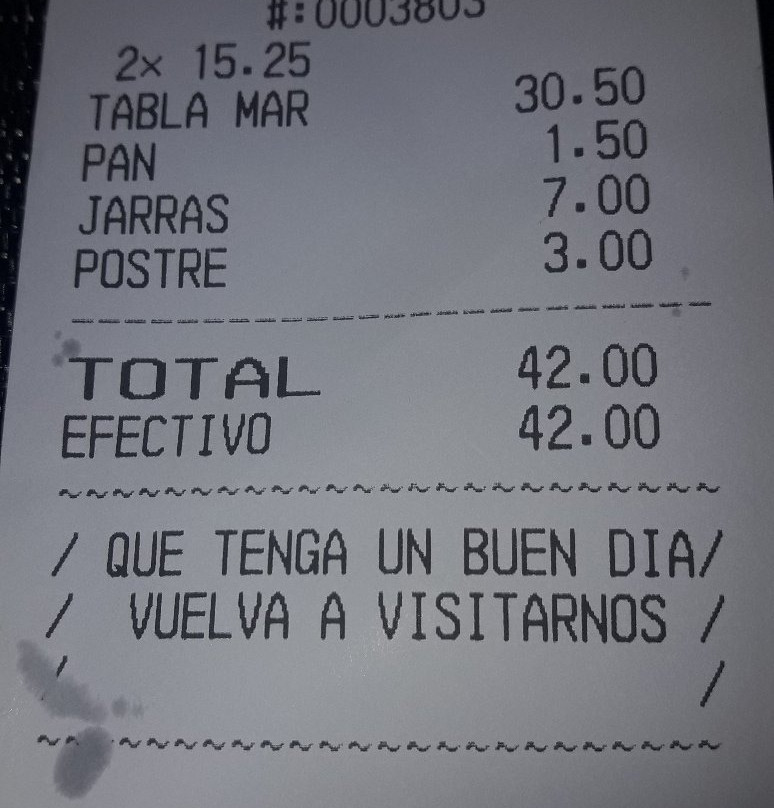 #:0003803
2x 15.25
TABLA MAR 30.50
PAN 1.50
JARRAS 7.00
POSTRE 3.00
--------------------------
TOTAL 42.00
EFECTIVO 42.00
~~~~~~~~~~~~~~~~~~~~~~~~~~
/ QUE TENGA UN BUEN DIA/
/ VUELVA A VISITARNOS /
/ /
~~~~~~~~~~~~~~~~~~~~~~~~~~